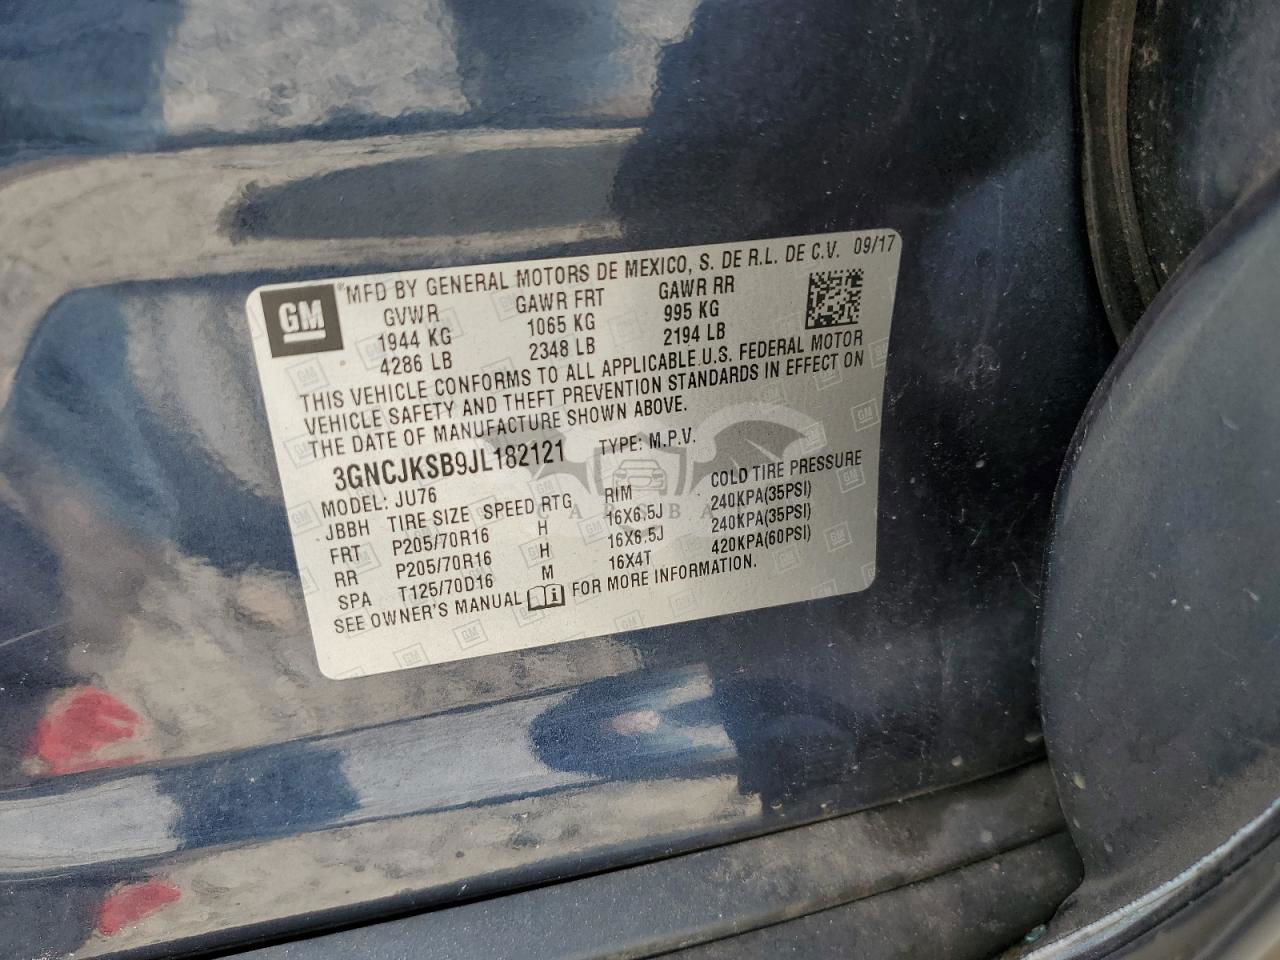 GM
®MFD BY GENERAL MOTORS DE MEXICO, S. DE R.L. DE C.V. 09/17
GVWR GAWR FRT GAWR RR
1944 KG 1065 KG 995 KG
4286 LB 2348 LB 2194 LB
THIS VEHICLE CONFORMS TO ALL APPLICABLE U.S. FEDERAL MOTOR
VEHICLE SAFETY AND THEFT PREVENTION STANDARDS IN EFFECT ON
THE DATE OF MANUFACTURE SHOWN ABOVE.
3GNCJKSB9JL182121 TYPE: M.P.V.
MODEL: JU76
JBBH TIRE SIZE SPEED RTG RIM COLD TIRE PRESSURE
FRT P205/70R16 H 16X6.5J 240KPA(35PSI)
RR P205/70R16 H 16X6.5J 240KPA(35PSI)
SPA T125/70D16 M 16X4T 420KPA(60PSI)
SEE OWNER'S MANUAL FOR MORE INFORMATION.